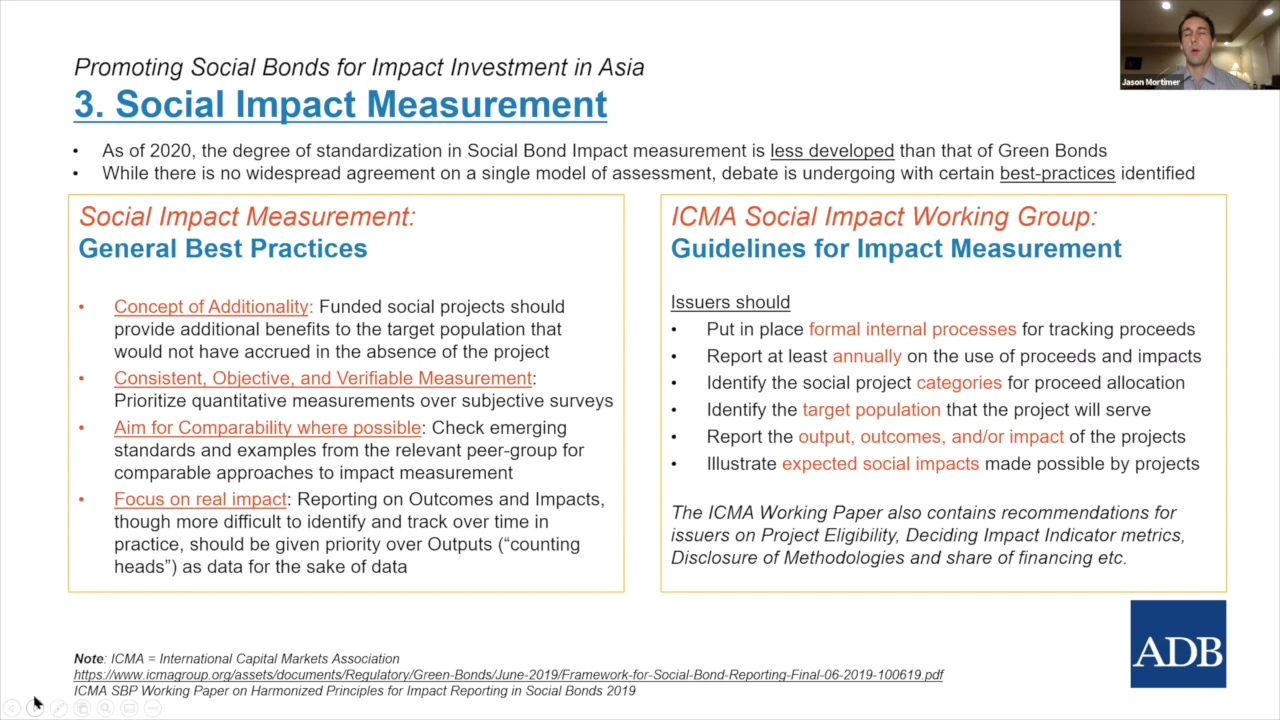 Jason Mortimer
Promoting Social Bonds for Impact Investment in Asia
3. Social Impact Measurement
• As of 2020, the degree of standardization in Social Bond Impact measurement is less developed than that of Green Bonds
• While there is no widespread agreement on a single model of assessment, debate is undergoing with certain best-practices identified
Social Impact Measurement:
General Best Practices
• Concept of Additionality: Funded social projects should
provide additional benefits to the target population that
would not have accrued in the absence of the project
• Consistent, Objective, and Verifiable Measurement:
Prioritize quantitative measurements over subjective surveys
• Aim for Comparability where possible: Check emerging
standards and examples from the relevant peer-group for
comparable approaches to impact measurement
• Focus on real impact: Reporting on Outcomes and Impacts,
though more difficult to identify and track over time in
practice, should be given priority over Outputs (“counting
heads”) as data for the sake of data
ICMA Social Impact Working Group:
Guidelines for Impact Measurement
Issuers should
• Put in place formal internal processes for tracking proceeds
• Report at least annually on the use of proceeds and impacts
• Identify the social project categories for proceed allocation
• Identify the target population that the project will serve
• Report the output, outcomes, and/or impact of the projects
• Illustrate expected social impacts made possible by projects
The ICMA Working Paper also contains recommendations for
issuers on Project Eligibility, Deciding Impact Indicator metrics,
Disclosure of Methodologies and share of financing etc.
ADB
Note: ICMA = International Capital Markets Association
https://www.icmagroup.org/assets/documents/Regulatory/Green-Bonds/June-2019/Framework-for-Social-Bond-Reporting-Final-06-2019-100619.pdf
ICMA SBP Working Paper on Harmonized Principles for Impact Reporting in Social Bonds 2019